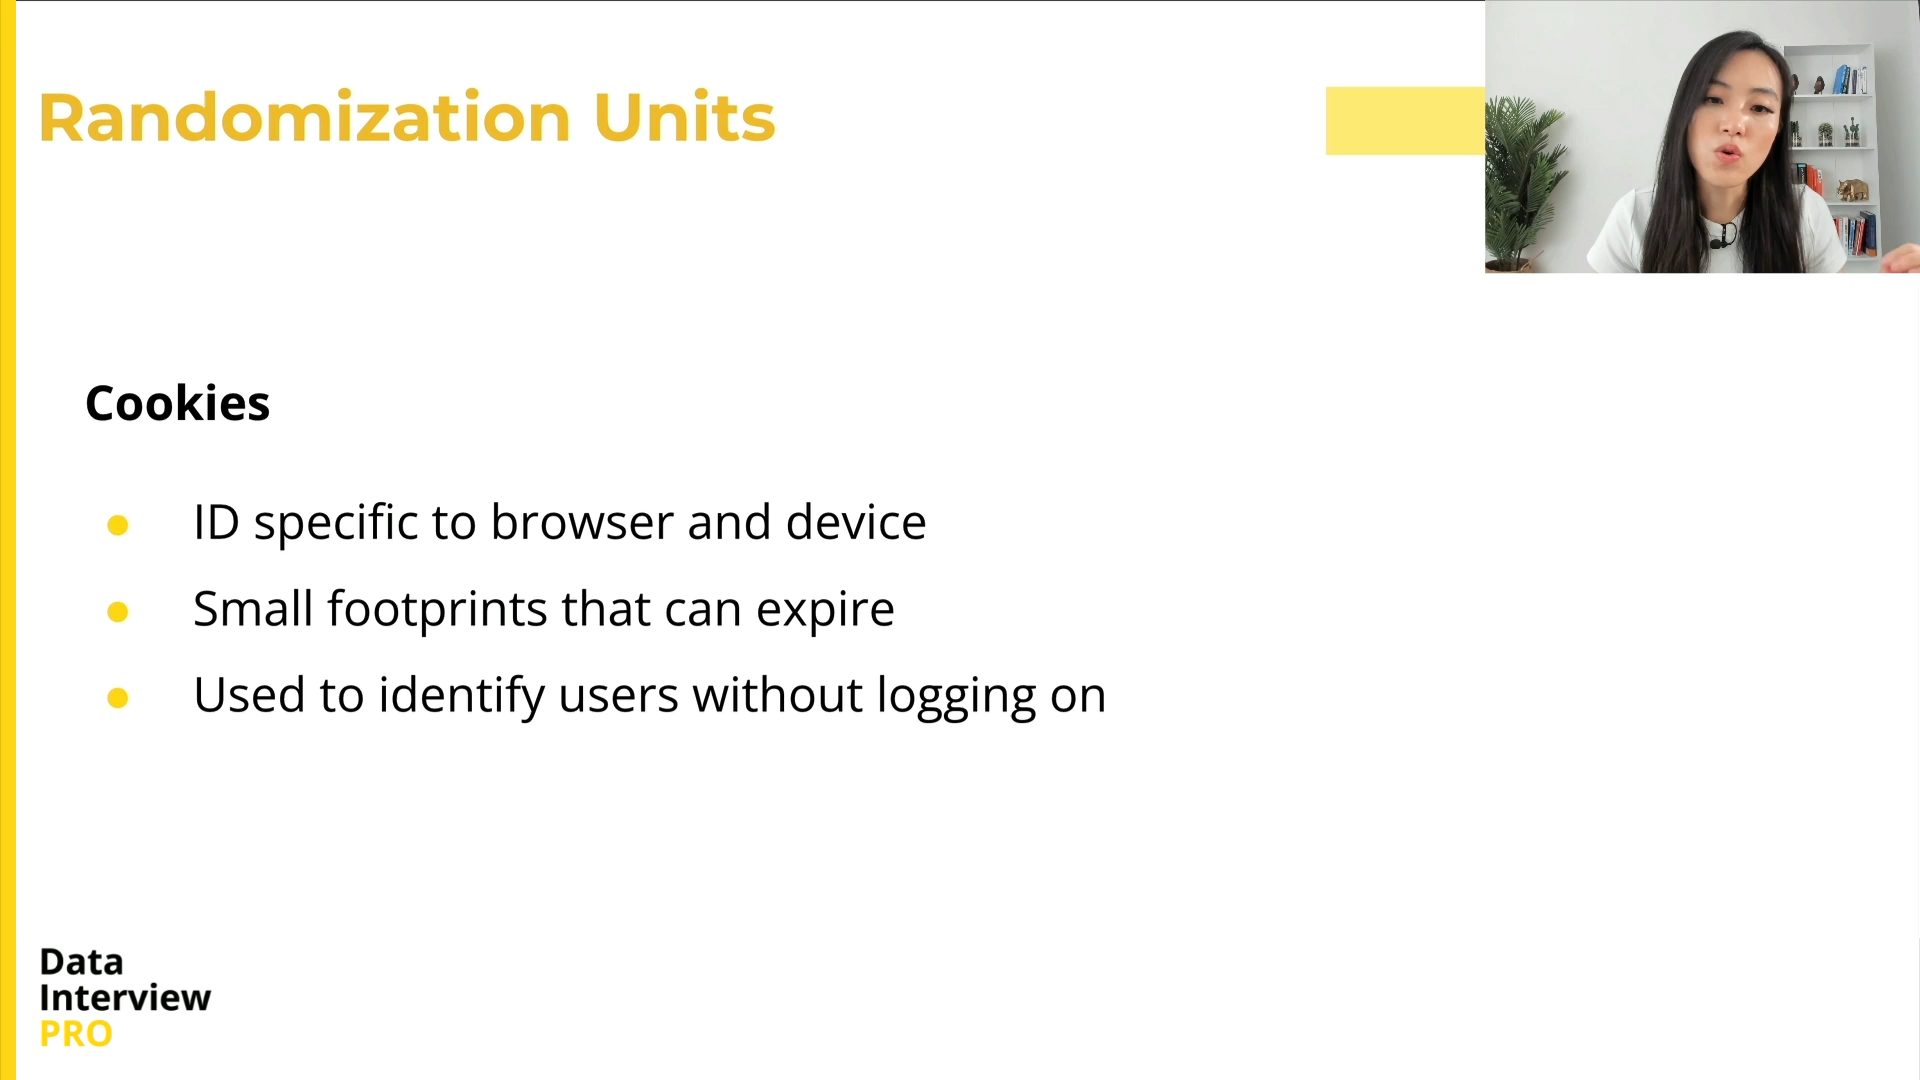 Randomization Units
Cookies
ID specific to browser and device
Small footprints that can expire
Used to identify users without logging on
Data
Interview
PRO